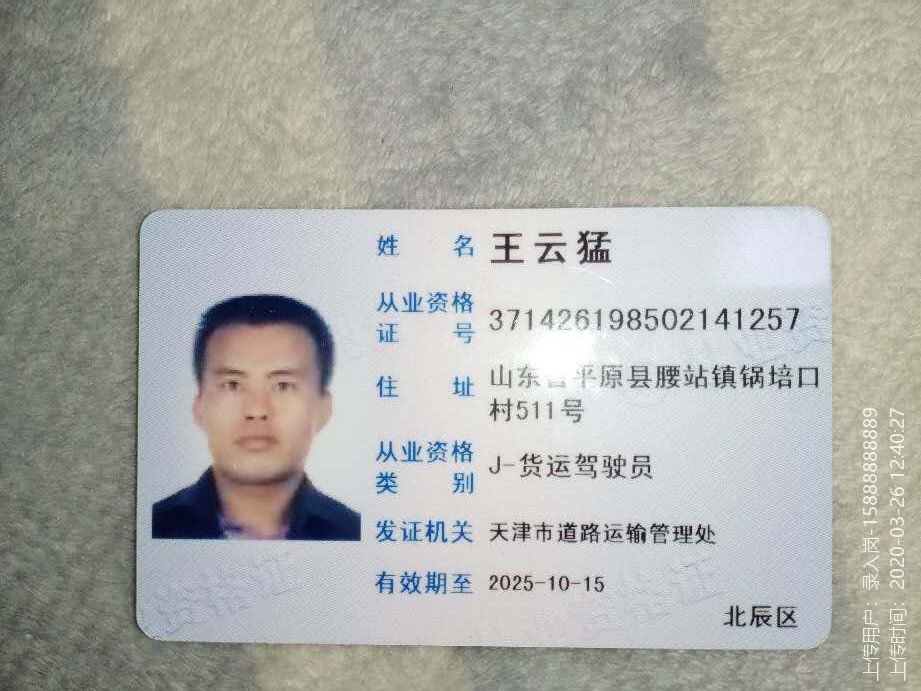 姓 名 王云猛
从业资格
证 号 371426198502141257
住 址 山东省平原县腰站镇锅培口
村511号
从业资格
类 别 J-货运驾驶员
发证机关 天津市道路运输管理处
有效期至 2025-10-15
北辰区
上传用户：录入岗-15888888889
上传时间：2020-03-26 12:40:27